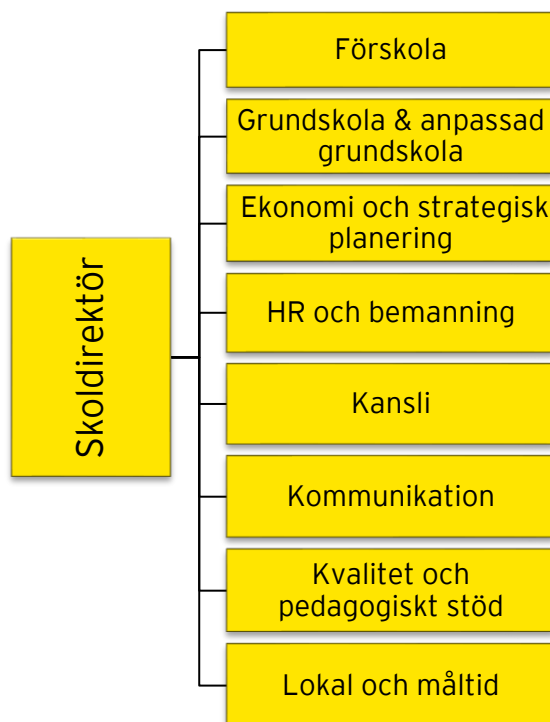 Skoldirektör
Förskola
Grundskola & anpassad
grundskola
Ekonomi och strategisk
planering
HR och bemanning
Kansli
Kommunikation
Kvalitet och
pedagogiskt stöd
Lokal och måltid